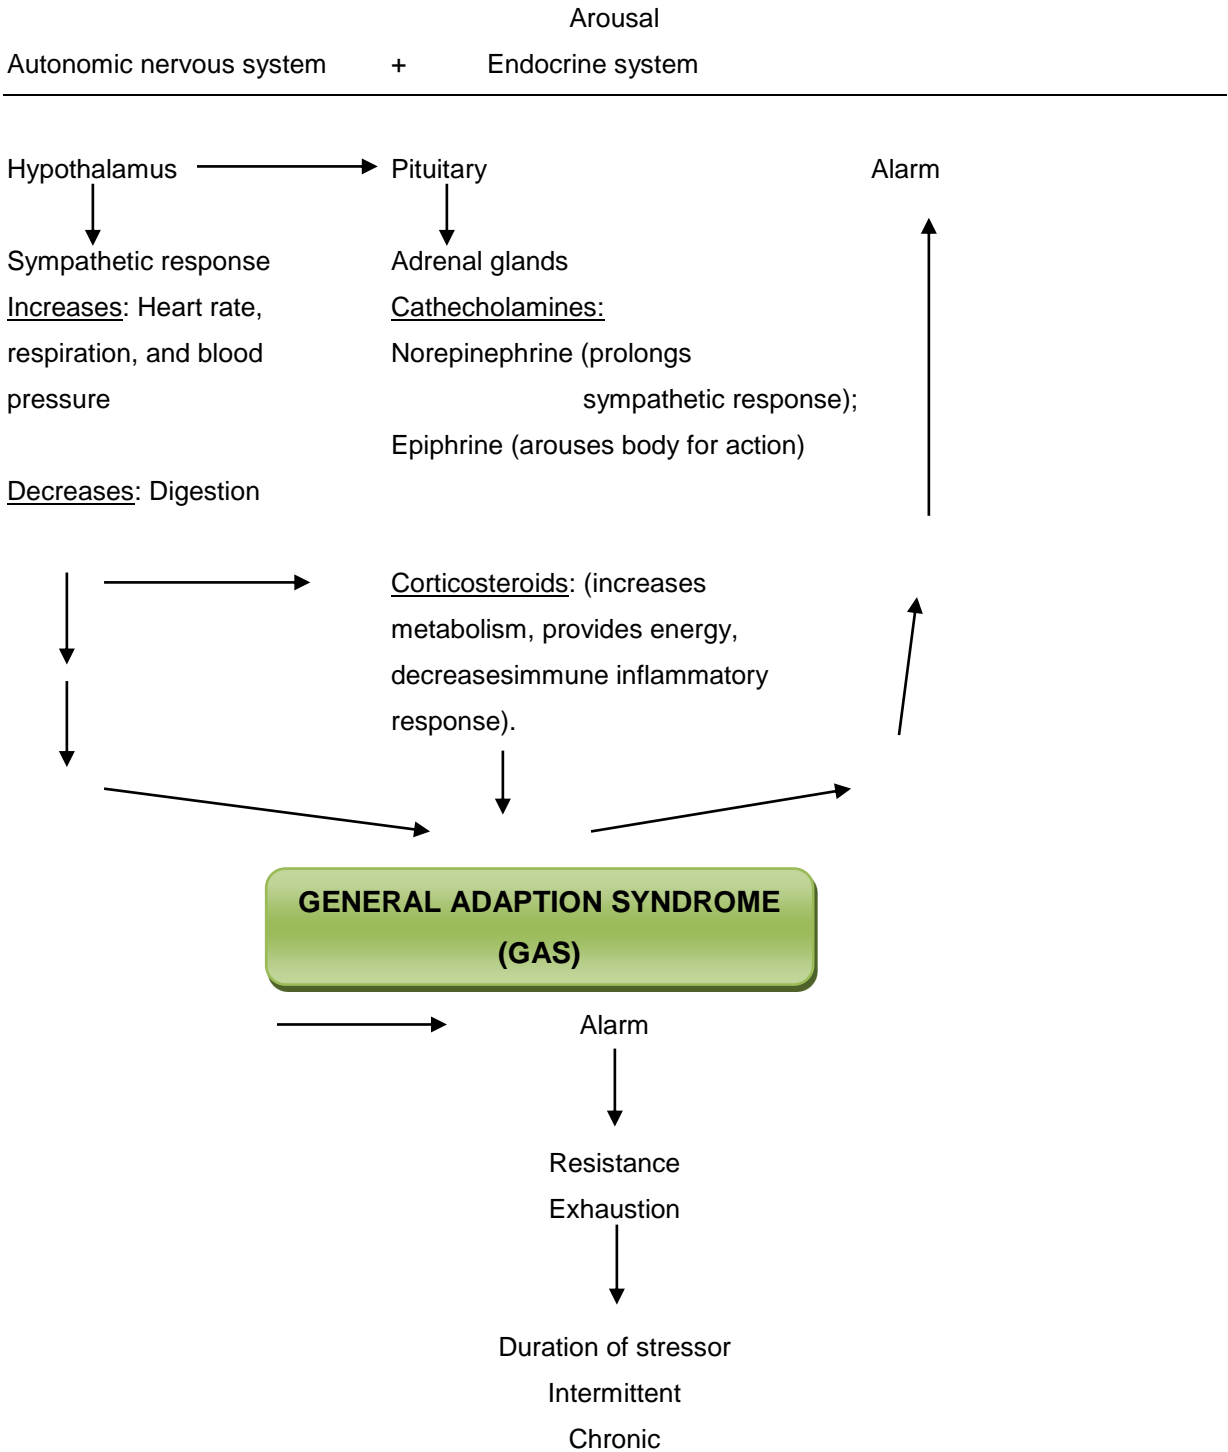 Arousal
Autonomic nervous system + Endocrine system
Hypothalamus Pituitary Alarm
Sympathetic response Adrenal glands
Increases: Heart rate, Cathecholamines:
respiration, and blood Norepinephrine (prolongs
pressure sympathetic response);
Epiphrine (arouses body for action)
Decreases: Digestion
Corticosteroids: (increases
metabolism, provides energy,
decreasesimmune inflammatory
response).
GENERAL ADAPTION SYNDROME
(GAS)
Alarm
Resistance
Exhaustion
Duration of stressor
Intermittent
Chronic